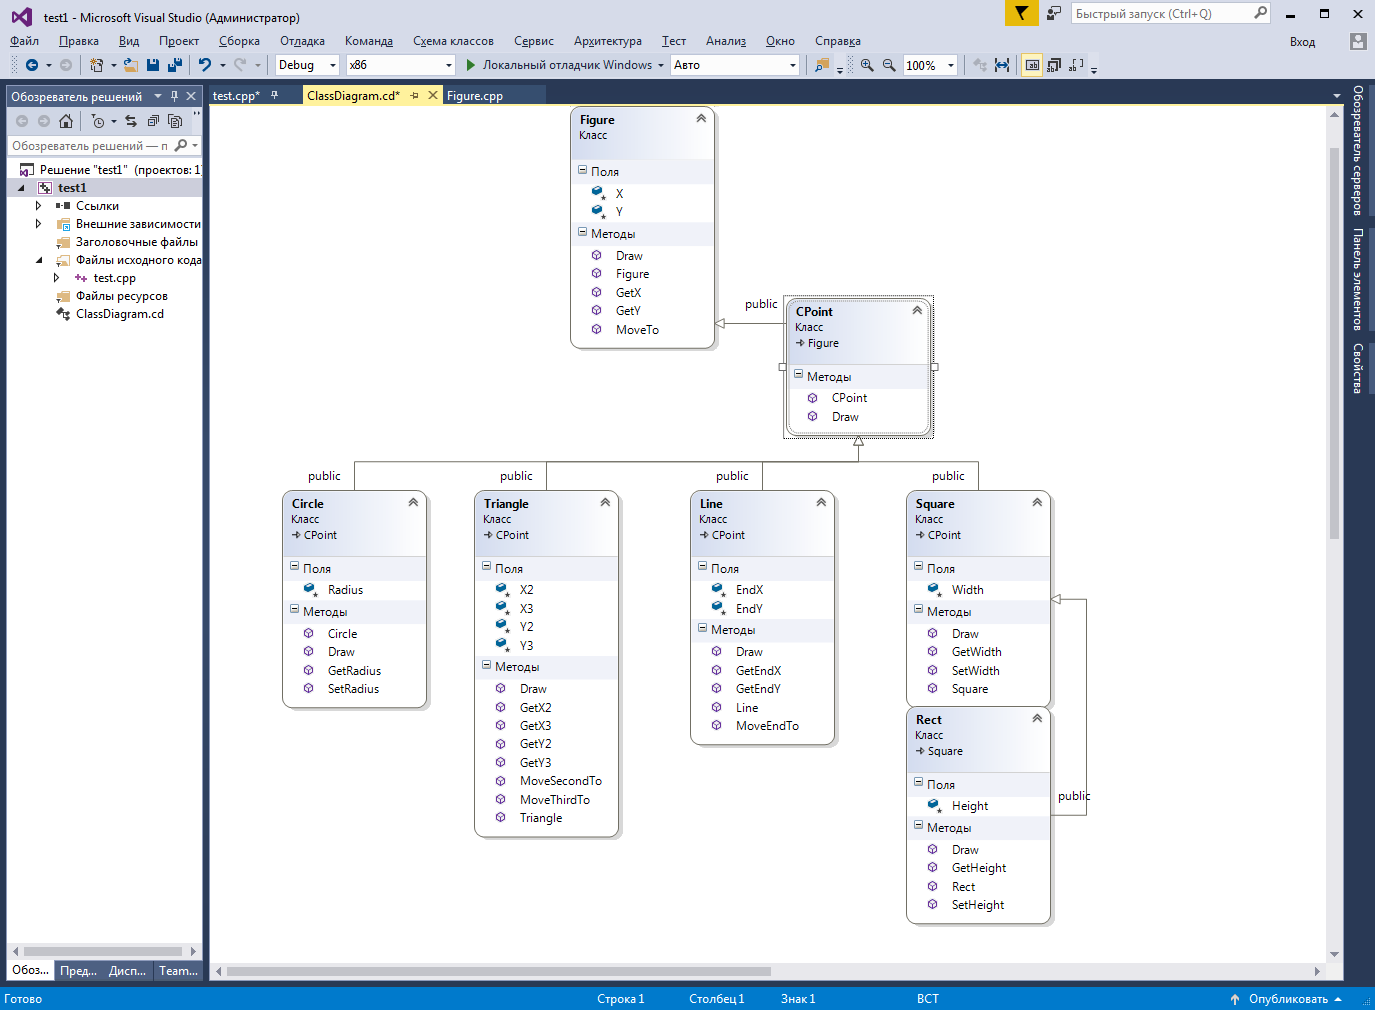 test1 - Microsoft Visual Studio (Администратор)
Быстрый запуск (Ctrl+Q)
Файл Правка Вид Проект Сборка Отладка Команда Схема классов Сервис Архитектура Тест Анализ Окно Справка Вход
Debug x86 Локальный отладчик Windows Авто 100%
Обозреватель решений
Обозреватель решений — п
Решение "test1" (проектов: 1)
test1
Ссылки
Внешние зависимости
Заголовочные файлы
Файлы исходного кода
test.cpp
Файлы ресурсов
ClassDiagram.cd
Обоз... Пред... Дисп... Team...
test.cpp* ClassDiagram.cd* Figure.cpp
Figure
Класс
Поля
X
Y
Методы
Draw
Figure
GetX
GetY
MoveTo
public
CPoint
Класс
Figure
Методы
CPoint
Draw
public
Circle
Класс
CPoint
Поля
Radius
Методы
Circle
Draw
GetRadius
SetRadius
public
Triangle
Класс
CPoint
Поля
X2
X3
Y2
Y3
Методы
Draw
GetX2
GetX3
GetY2
GetY3
MoveSecondTo
MoveThirdTo
Triangle
public
Line
Класс
CPoint
Поля
EndX
EndY
Методы
Draw
GetEndX
GetEndY
Line
MoveEndTo
public
Square
Класс
CPoint
Поля
Width
Методы
Draw
GetWidth
SetWidth
Square
Rect
Класс
Square
Поля
Height
Методы
Draw
GetHeight
Rect
SetHeight
public
Обозреватель серверов
Панель элементов
Свойства
Готово Строка 1 Столбец 1 Знак 1 ВСТ Опубликовать